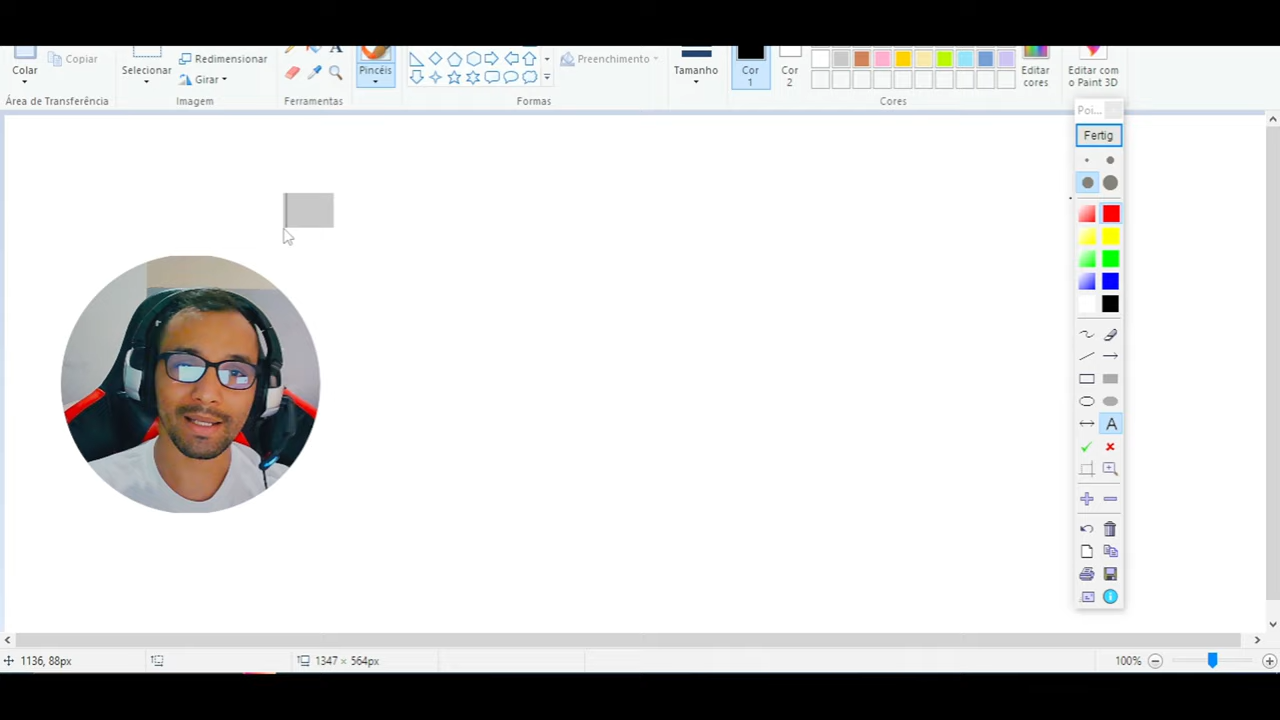 Colar
Copiar
Área de Transferência
Selecionar
Redimensionar
Girar
Imagem
A
Ferramentas
Pincéis
Formas
Preenchimento
Tamanho
Cor
1
Cor
2
Cores
Editar
cores
Editar com
o Paint 3D
Poi...
Fertig
A
1136, 88px
1347 × 564px
100%